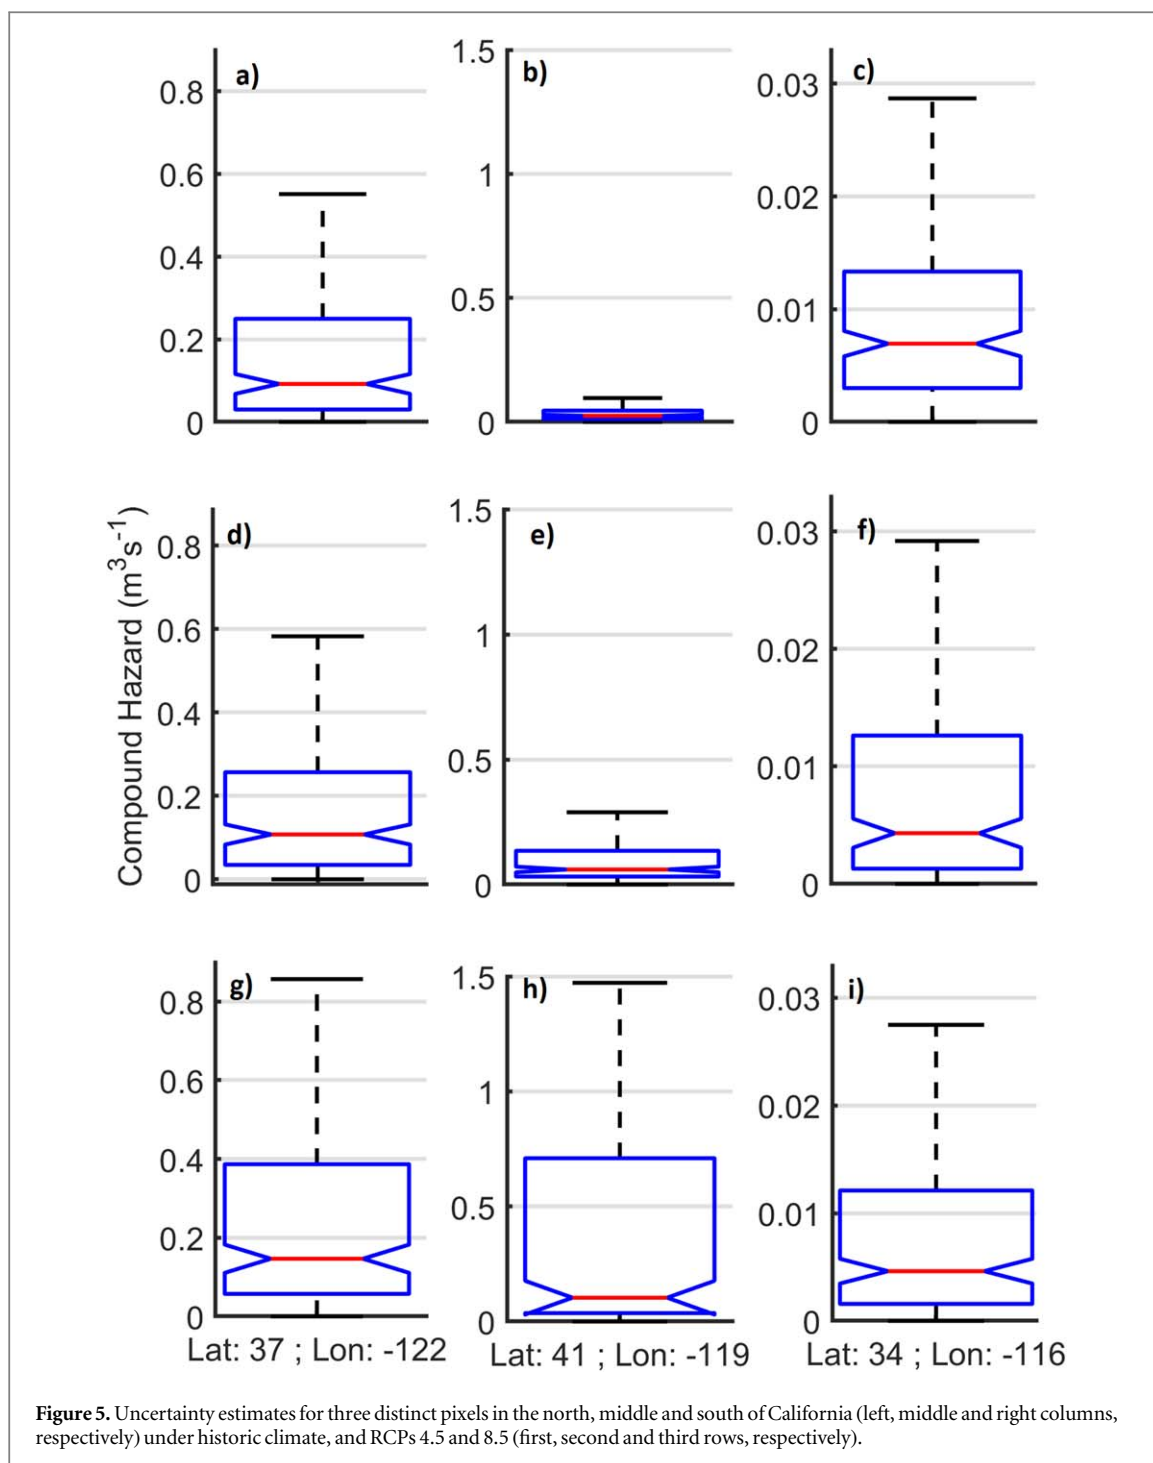 a)
0.8
0.6
0.4
0.2
0
b)
1.5
1
0.5
0
c)
0.03
0.02
0.01
0
Compound Hazard (m³s⁻¹)
d)
0.8
0.6
0.4
0.2
0
e)
1.5
1
0.5
0
f)
0.03
0.02
0.01
0
g)
0.8
0.6
0.4
0.2
0
Lat: 37 ; Lon: -122
h)
1.5
1
0.5
0
Lat: 41 ; Lon: -119
i)
0.03
0.02
0.01
0
Lat: 34 ; Lon: -116
Figure 5. Uncertainty estimates for three distinct pixels in the north, middle and south of California (left, middle and right columns,
respectively) under historic climate, and RCPs 4.5 and 8.5 (first, second and third rows, respectively).